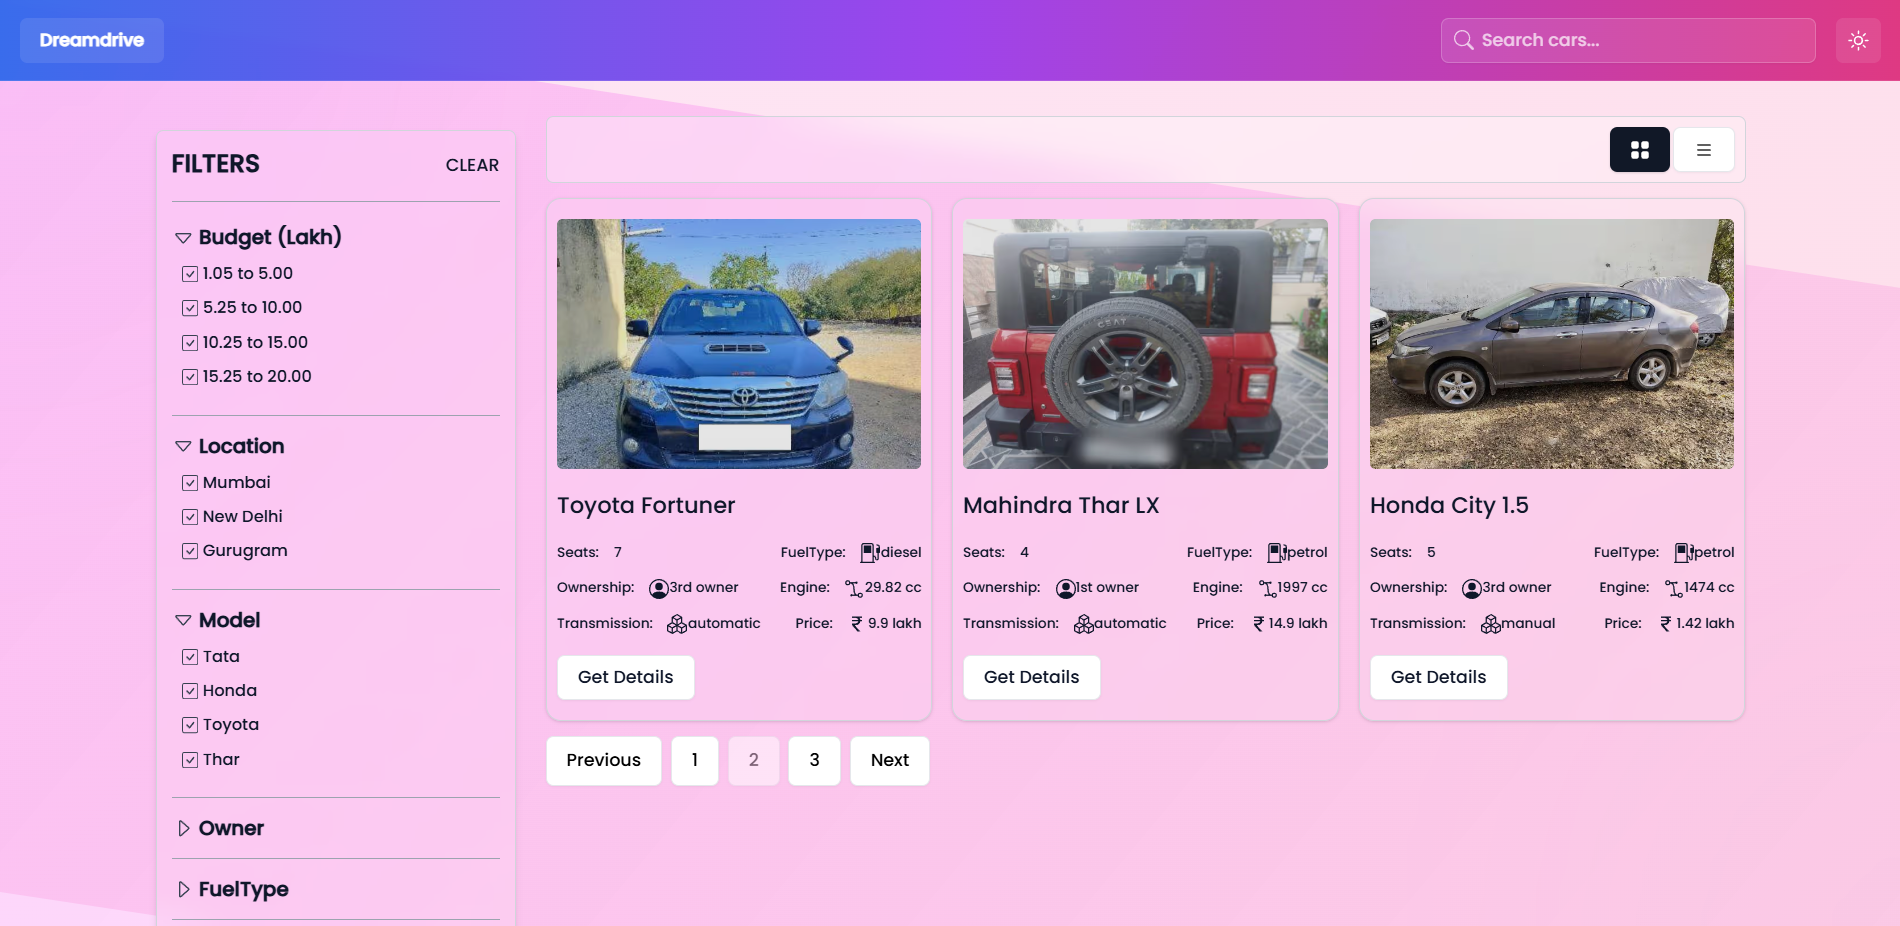 Dreamdrive
Search cars...
FILTERS
CLEAR
Budget (Lakh)
1.05 to 5.00
5.25 to 10.00
10.25 to 15.00
15.25 to 20.00
Location
Mumbai
New Delhi
Gurugram
Model
Tata
Honda
Toyota
Thar
Owner
FuelType
Toyota Fortuner
Seats: 7 FuelType: diesel
Ownership: 3rd owner Engine: 29.82 cc
Transmission: automatic Price: ₹ 9.9 lakh
Get Details
CEAT
Mahindra Thar LX
Seats: 4 FuelType: petrol
Ownership: 1st owner Engine: 1997 cc
Transmission: automatic Price: ₹ 14.9 lakh
Get Details
Honda City 1.5
Seats: 5 FuelType: petrol
Ownership: 3rd owner Engine: 1474 cc
Transmission: manual Price: ₹ 1.42 lakh
Get Details
Previous 1 2 3 Next